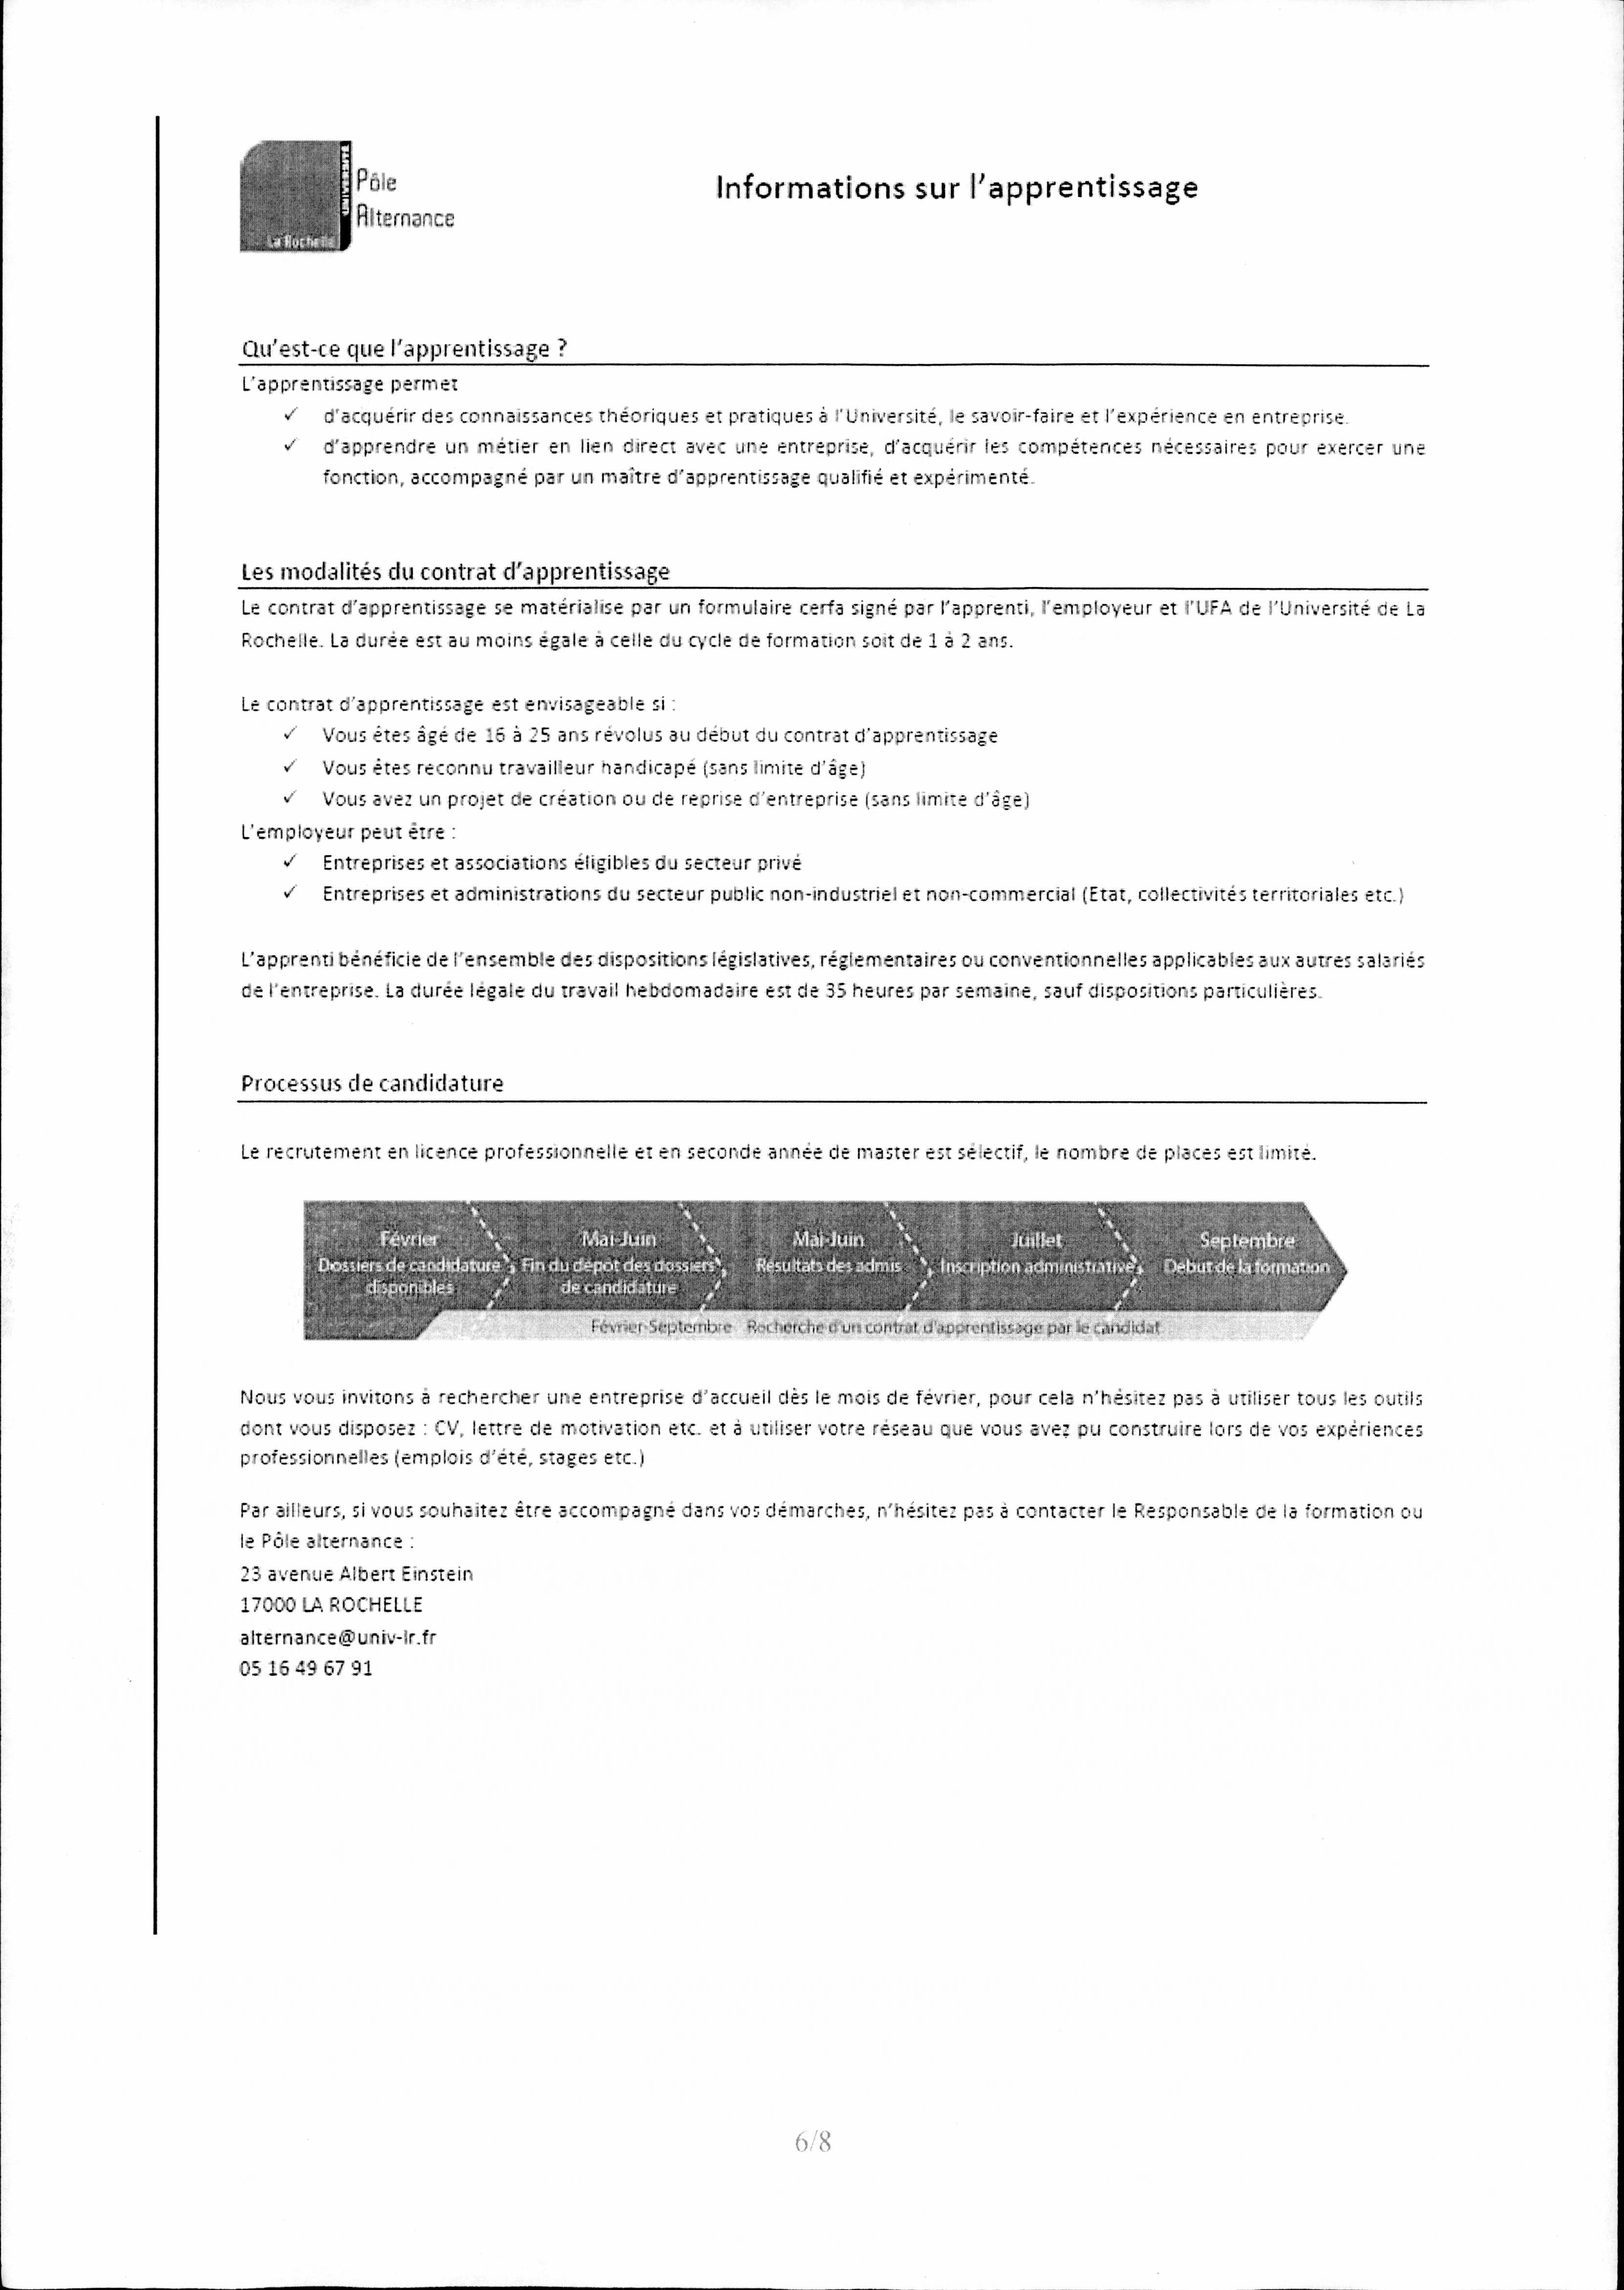 UNIVERSITÉ
Pôle
Alternance
La Rochelle
Informations sur l'apprentissage
Qu'est-ce que l'apprentissage ?
L'apprentissage permet
✓ d'acquérir des connaissances théoriques et pratiques à l'Université, le savoir-faire et l'expérience en entreprise.
✓ d'apprendre un métier en lien direct avec une entreprise, d'acquérir les compétences nécessaires pour exercer une
fonction, accompagné par un maître d'apprentissage qualifié et expérimenté.
Les modalités du contrat d'apprentissage
Le contrat d'apprentissage se matérialise par un formulaire cerfa signé par l'apprenti, l'employeur et l'UFA de l'Université de La
Rochelle. La durée est au moins égale à celle du cycle de formation soit de 1 à 2 ans.
Le contrat d'apprentissage est envisageable si :
✓ Vous êtes âgé de 16 à 25 ans révolus au début du contrat d'apprentissage
✓ Vous êtes reconnu travailleur handicapé (sans limite d'âge)
✓ Vous avez un projet de création ou de reprise d'entreprise (sans limite d'âge)
L'employeur peut être :
✓ Entreprises et associations éligibles du secteur privé
✓ Entreprises et administrations du secteur public non-industriel et non-commercial (Etat, collectivités territoriales etc.)
L'apprenti bénéficie de l'ensemble des dispositions législatives, réglementaires ou conventionnelles applicables aux autres salariés
de l'entreprise. La durée légale du travail hebdomadaire est de 35 heures par semaine, sauf dispositions particulières.
Processus de candidature
Le recrutement en licence professionnelle et en seconde année de master est sélectif, le nombre de places est limité.
Février
Dossiers de candidature
disponibles
Mai-Juin
Fin du dépôt des dossiers
de candidature
Mai-Juin
Résultats des admis
Juillet
Inscription administrative
Septembre
Début de la formation
Février-Septembre Recherche d'un contrat d'apprentissage par le candidat
Nous vous invitons à rechercher une entreprise d'accueil dès le mois de février, pour cela n'hésitez pas à utiliser tous les outils
dont vous disposez : CV, lettre de motivation etc. et à utiliser votre réseau que vous avez pu construire lors de vos expériences
professionnelles (emplois d'été, stages etc.)
Par ailleurs, si vous souhaitez être accompagné dans vos démarches, n'hésitez pas à contacter le Responsable de la formation ou
le Pôle alternance :
23 avenue Albert Einstein
17000 LA ROCHELLE
alternance@univ-lr.fr
05 16 49 67 91
6/8